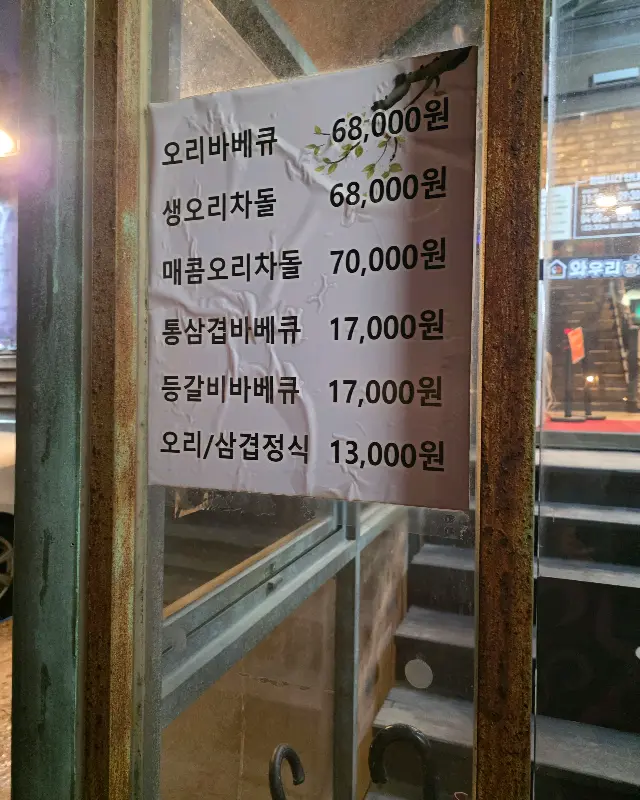 오리바베큐 68,000원
생오리차돌 68,000원
매콤오리차돌 70,000원
통삼겹바베큐 17,000원
등갈비바베큐 17,000원
오리/삼겹정식 13,000원
와우리